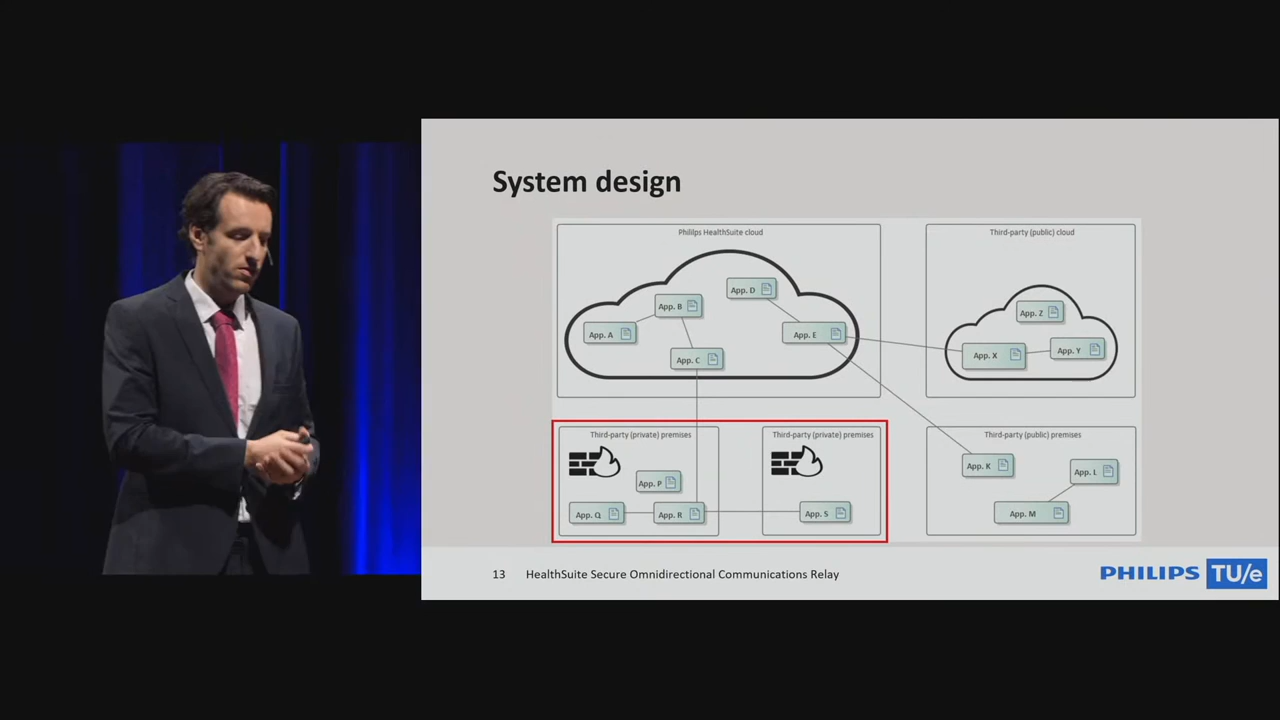 System design
Philips HealthSuite cloud
Third-party (public) cloud
App. D
App. B
App. Z
App. A
App. E
App. C
App. X
App. Y
Third-party (private) premises
Third-party (private) premises
Third-party (public) premises
App. K
App. L
App. P
App. Q
App. R
App. S
App. M
13
HealthSuite Secure Omnidirectional Communications Relay
PHILIPS
TU/e